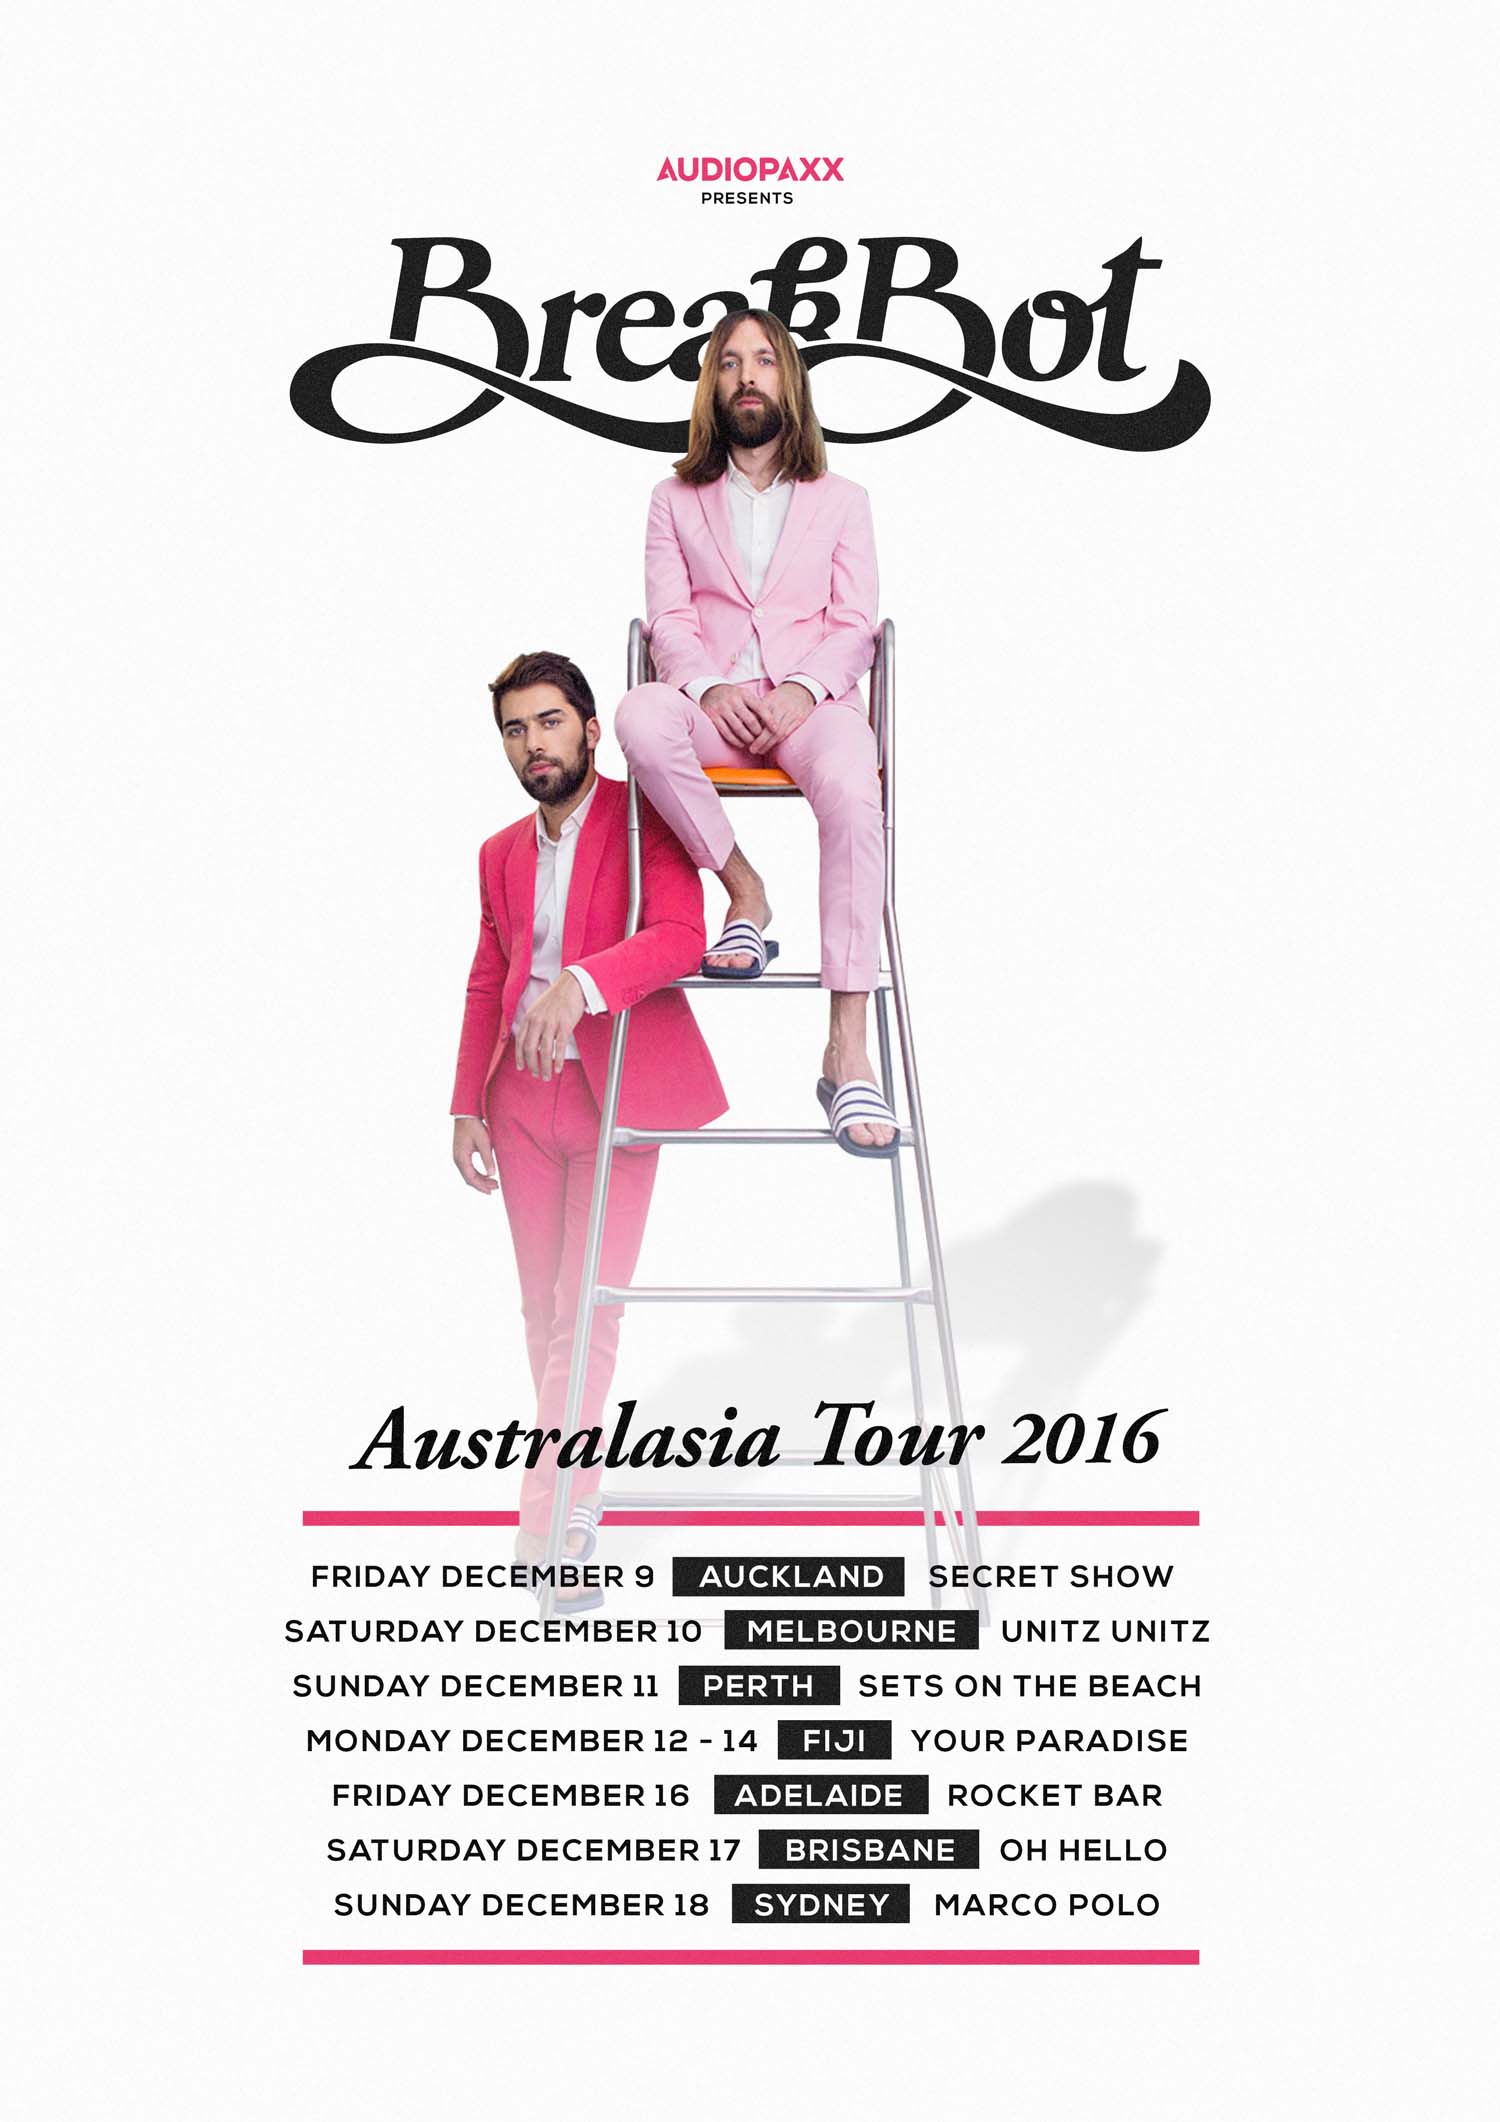 AUDIOPAXX
PRESENTS
BreakBot
Australasia Tour 2016
FRIDAY DECEMBER 9 AUCKLAND SECRET SHOW
SATURDAY DECEMBER 10 MELBOURNE UNITZ UNITZ
SUNDAY DECEMBER 11 PERTH SETS ON THE BEACH
MONDAY DECEMBER 12 - 14 FIJI YOUR PARADISE
FRIDAY DECEMBER 16 ADELAIDE ROCKET BAR
SATURDAY DECEMBER 17 BRISBANE OH HELLO
SUNDAY DECEMBER 18 SYDNEY MARCO POLO